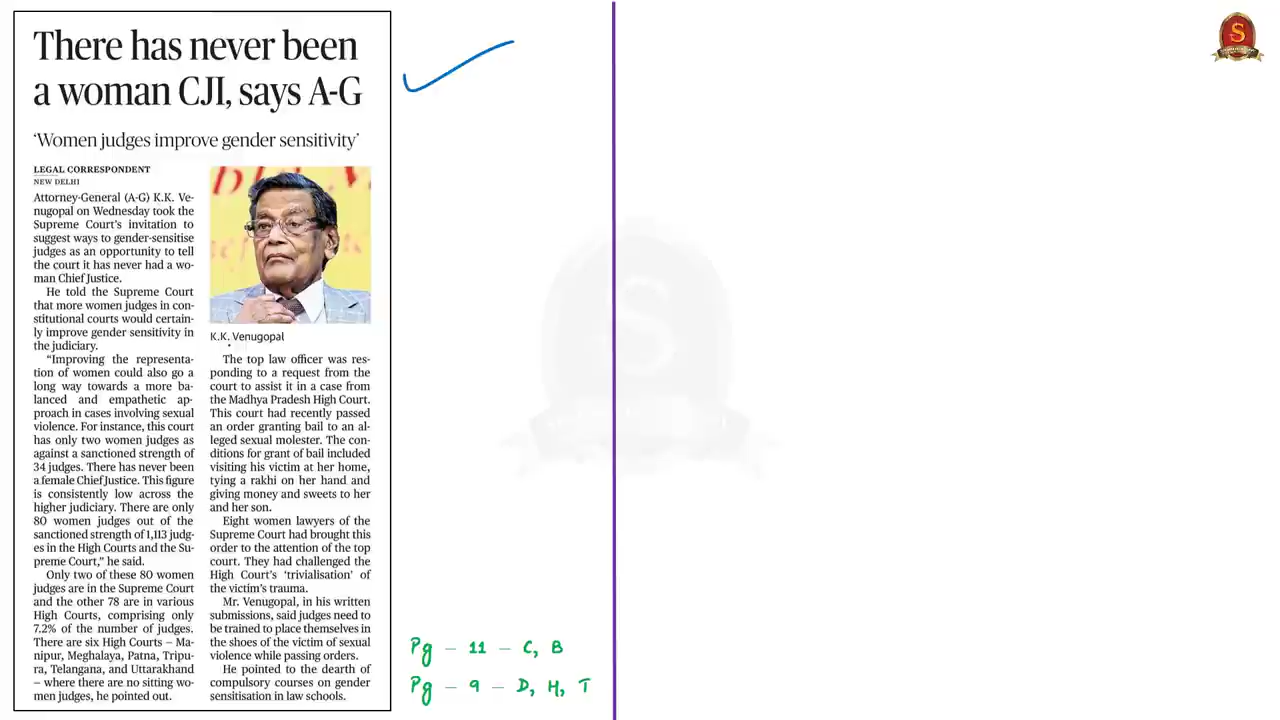 There has never been
a woman CJI, says A-G
‘Women judges improve gender sensitivity’
LEGAL CORRESPONDENT
NEW DELHI
Attorney-General (A-G) K.K. Ve-
nugopal on Wednesday took the
Supreme Court’s invitation to
suggest ways to gender-sensitise
judges as an opportunity to tell
the court it has never had a wo-
man Chief Justice.
He told the Supreme Court
that more women judges in con-
stitutional courts would certain-
ly improve gender sensitivity in
the judiciary.
“Improving the representa-
tion of women could also go a
long way towards a more ba-
lanced and empathetic ap-
proach in cases involving sexual
violence. For instance, this court
has only two women judges as
against a sanctioned strength of
34 judges. There has never been
a female Chief Justice. This figure
is consistently low across the
higher judiciary. There are only
80 women judges out of the
sanctioned strength of 1,113 judg-
es in the High Courts and the Su-
preme Court,” he said.
Only two of these 80 women
judges are in the Supreme Court
and the other 78 are in various
High Courts, comprising only
7.2% of the number of judges.
There are six High Courts – Ma-
nipur, Meghalaya, Patna, Tripu-
ra, Telangana, and Uttarakhand
– where there are no sitting wo-
men judges, he pointed out.
K.K. Venugopal
The top law officer was res-
ponding to a request from the
court to assist it in a case from
the Madhya Pradesh High Court.
This court had recently passed
an order granting bail to an al-
leged sexual molester. The con-
ditions for grant of bail included
visiting his victim at her home,
tying a rakhi on her hand and
giving money and sweets to her
and her son.
Eight women lawyers of the
Supreme Court had brought this
order to the attention of the top
court. They had challenged the
High Court’s ‘trivialisation’ of
the victim’s trauma.
Mr. Venugopal, in his written
submissions, said judges need to
be trained to place themselves in
the shoes of the victim of sexual
violence while passing orders.
He pointed to the dearth of
compulsory courses on gender
sensitisation in law schools.
Pg – 11 – C, B
Pg – 9 – D, H, T
S